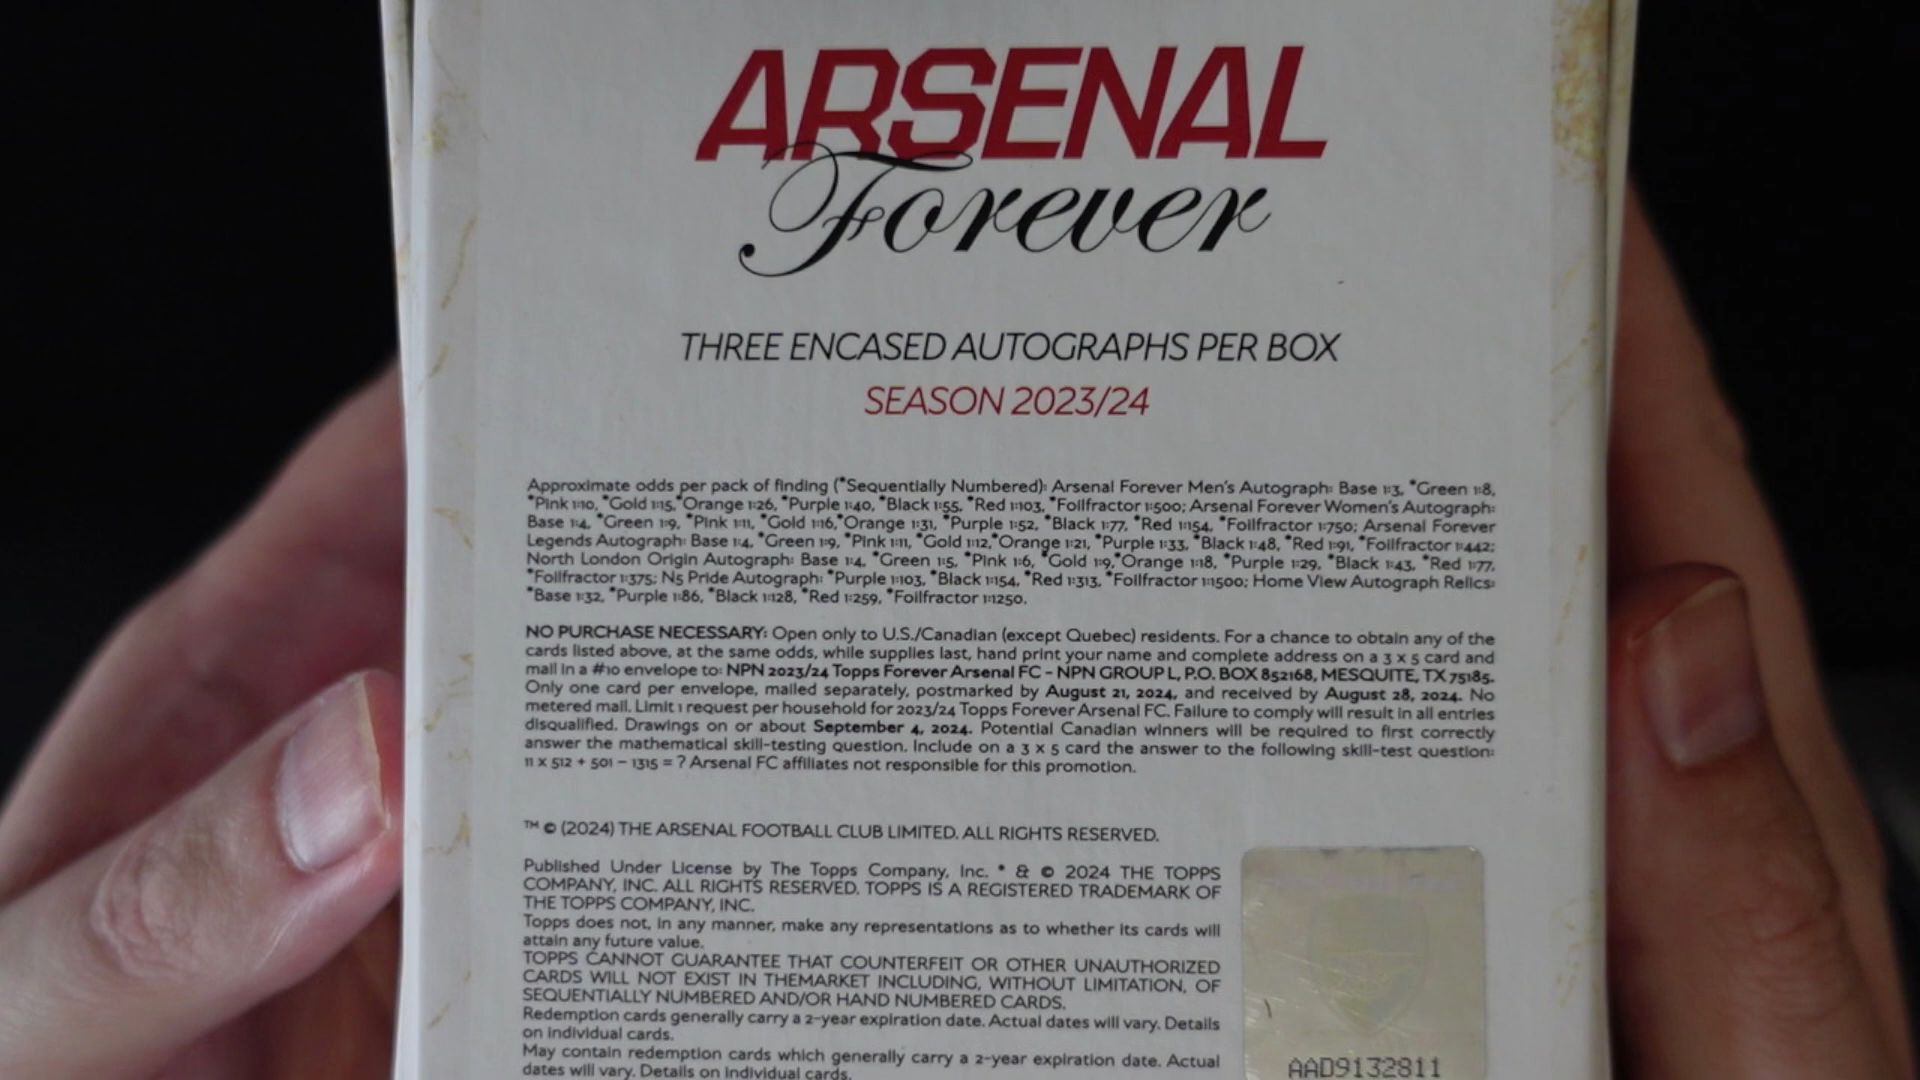 ARSENAL
Forever
THREE ENCASED AUTOGRAPHS PER BOX
SEASON 2023/24
Approximate odds per pack of finding (*Sequentially Numbered): Arsenal Forever Men's Autograph: Base 1:3, *Green 1:8,
*Pink 1:10, *Gold 1:15,*Orange 1:26, *Purple 1:40, *Black 1:55, *Red 1:103, *Foilfractor 1:500; Arsenal Forever Women's Autograph:
Base 1:4, *Green 1:9, *Pink 1:11, *Gold 1:16,*Orange 1:31, *Purple 1:52, *Black 1:77, *Red 1:154, *Foilfractor 1:750; Arsenal Forever
Legends Autograph: Base 1:4, *Green 1:9, *Pink 1:11, *Gold 1:12,*Orange 1:21, *Purple 1:33, *Black 1:48, *Red 1:91, *Foilfractor 1:442;
North London Origin Autograph: Base 1:4, *Green 1:5, *Pink 1:6, *Gold 1:9,*Orange 1:18, *Purple 1:29, *Black 1:43, *Red 1:77,
*Foilfractor 1:375; N5 Pride Autograph: *Purple 1:103, *Black 1:154, *Red 1:313, *Foilfractor 1:1500; Home View Autograph Relics:
*Base 1:32, *Purple 1:86, *Black 1:128, *Red 1:259, *Foilfractor 1:1250.
NO PURCHASE NECESSARY: Open only to U.S./Canadian (except Quebec) residents. For a chance to obtain any of the
cards listed above, at the same odds, while supplies last, hand print your name and complete address on a 3 x 5 card and
mail in a #10 envelope to: NPN 2023/24 Topps Forever Arsenal FC - NPN GROUP L, P.O. BOX 852168, MESQUITE, TX 75185.
Only one card per envelope, mailed separately, postmarked by August 21, 2024, and received by August 28, 2024. No
metered mail. Limit 1 request per household for 2023/24 Topps Forever Arsenal FC. Failure to comply will result in all entries
disqualified. Drawings on or about September 4, 2024. Potential Canadian winners will be required to first correctly
answer the mathematical skill-testing question. Include on a 3 x 5 card the answer to the following skill-test question:
11 x 512 + 501 - 1315 = ? Arsenal FC affiliates not responsible for this promotion.
™ © (2024) THE ARSENAL FOOTBALL CLUB LIMITED. ALL RIGHTS RESERVED.
Published Under License by The Topps Company, Inc. * & © 2024 THE TOPPS
COMPANY, INC. ALL RIGHTS RESERVED. TOPPS IS A REGISTERED TRADEMARK OF
THE TOPPS COMPANY, INC.
Topps does not, in any manner, make any representations as to whether its cards will
attain any future value.
TOPPS CANNOT GUARANTEE THAT COUNTERFEIT OR OTHER UNAUTHORIZED
CARDS WILL NOT EXIST IN THEMARKET INCLUDING, WITHOUT LIMITATION, OF
SEQUENTIALLY NUMBERED AND/OR HAND NUMBERED CARDS.
Redemption cards generally carry a 2-year expiration date. Actual dates will vary. Details
on individual cards.
May contain redemption cards which generally carry a 2-year expiration date. Actual
dates will vary. Details on individual cards.
AAD9132811